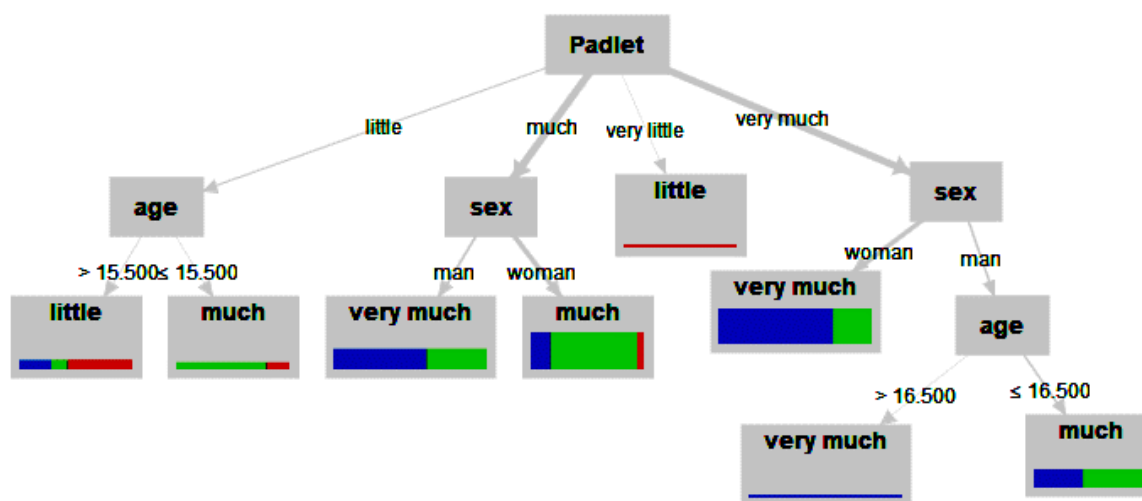 Padlet
little
much
very little
very much
age
sex
little
sex
> 15.500
≤ 15.500
man
woman
woman
man
little
much
very much
much
very much
age
> 16.500
≤ 16.500
very much
much